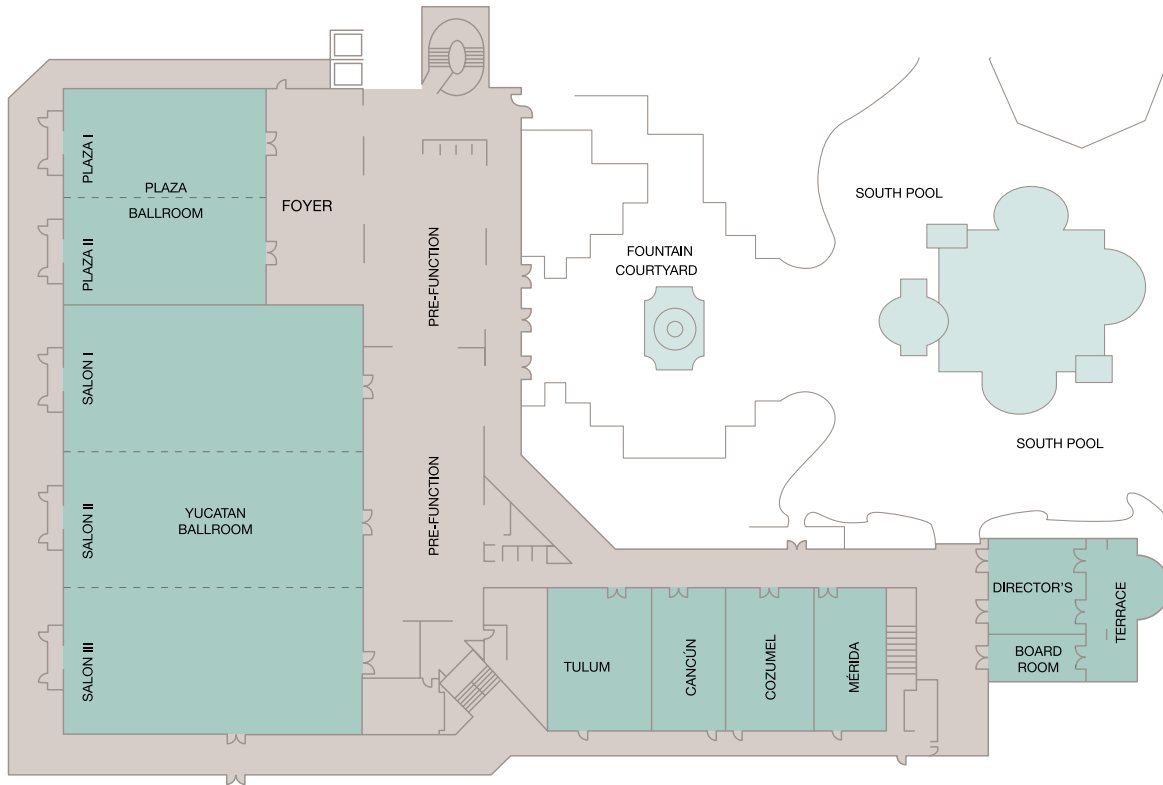 PLAZA I
PLAZA
BALLROOM
PLAZA II
FOYER
PRE-FUNCTION
FOUNTAIN
COURTYARD
SOUTH POOL
SOUTH POOL
SALON I
SALON II
YUCATAN
BALLROOM
PRE-FUNCTION
SALON III
TULUM
CANCÚN
COZUMEL
MÉRIDA
DIRECTOR'S
BOARD
ROOM
TERRACE